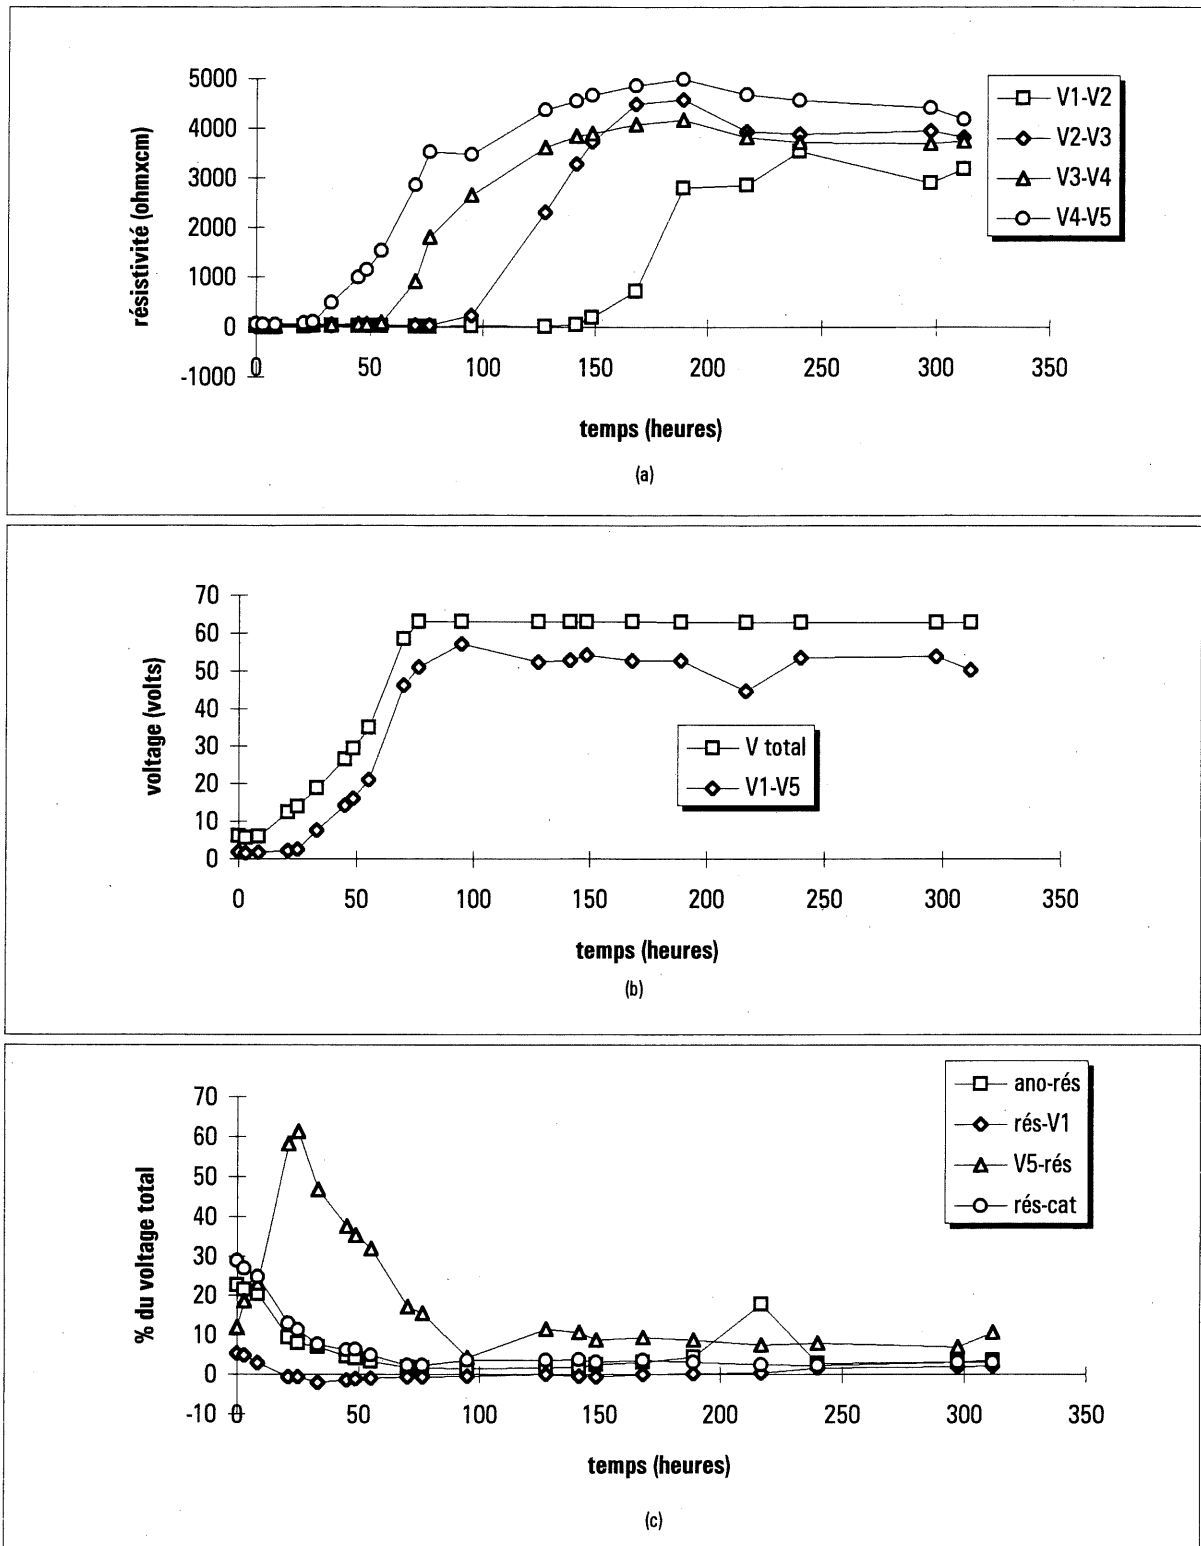 5000
4000
3000
2000
1000
0
-1000
résistivité (ohmxcm)
0
50
100
150
200
250
300
350
temps (heures)
V1-V2
V2-V3
V3-V4
V4-V5
(a)
70
60
50
40
30
20
10
0
voltage (volts)
0
50
100
150
200
250
300
350
temps (heures)
V total
V1-V5
(b)
70
60
50
40
30
20
10
0
-10
% du voltage total
0
50
100
150
200
250
300
350
temps (heures)
ano-rés
rés-V1
V5-rés
rés-cat
(c)